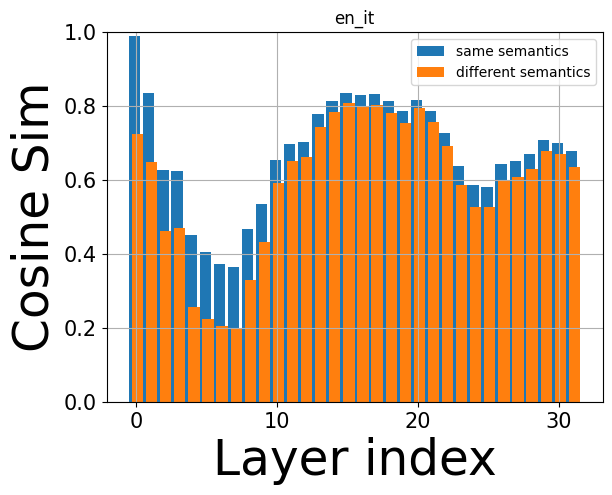 en_it
same semantics
different semantics
Cosine Sim
1.0
0.8
0.6
0.4
0.2
0.0
0 10 20 30
Layer index